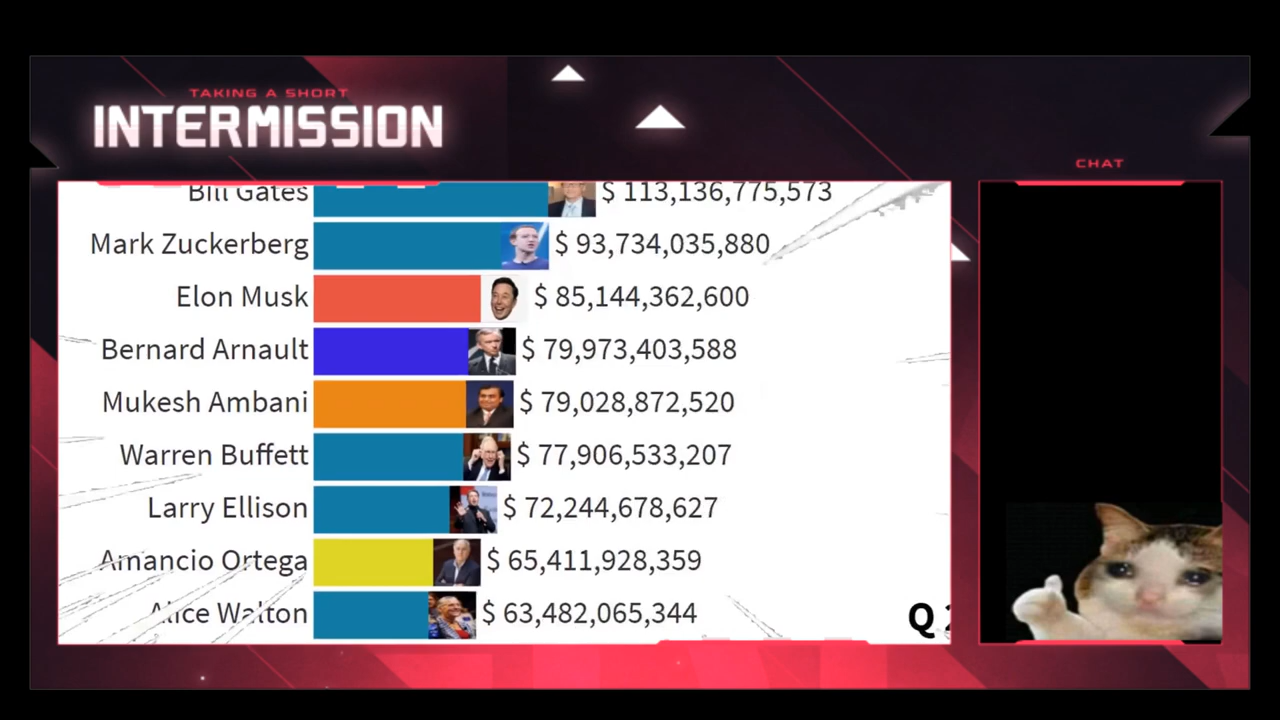 TAKING A SHORT
INTERMISSION
CHAT
Bill Gates $ 113,136,775,573
Mark Zuckerberg $ 93,734,035,880
Elon Musk $ 85,144,362,600
Bernard Arnault $ 79,973,403,588
Mukesh Ambani $ 79,028,872,520
Warren Buffett $ 77,906,533,207
Larry Ellison $ 72,244,678,627
Amancio Ortega $ 65,411,928,359
Alice Walton $ 63,482,065,344
Q